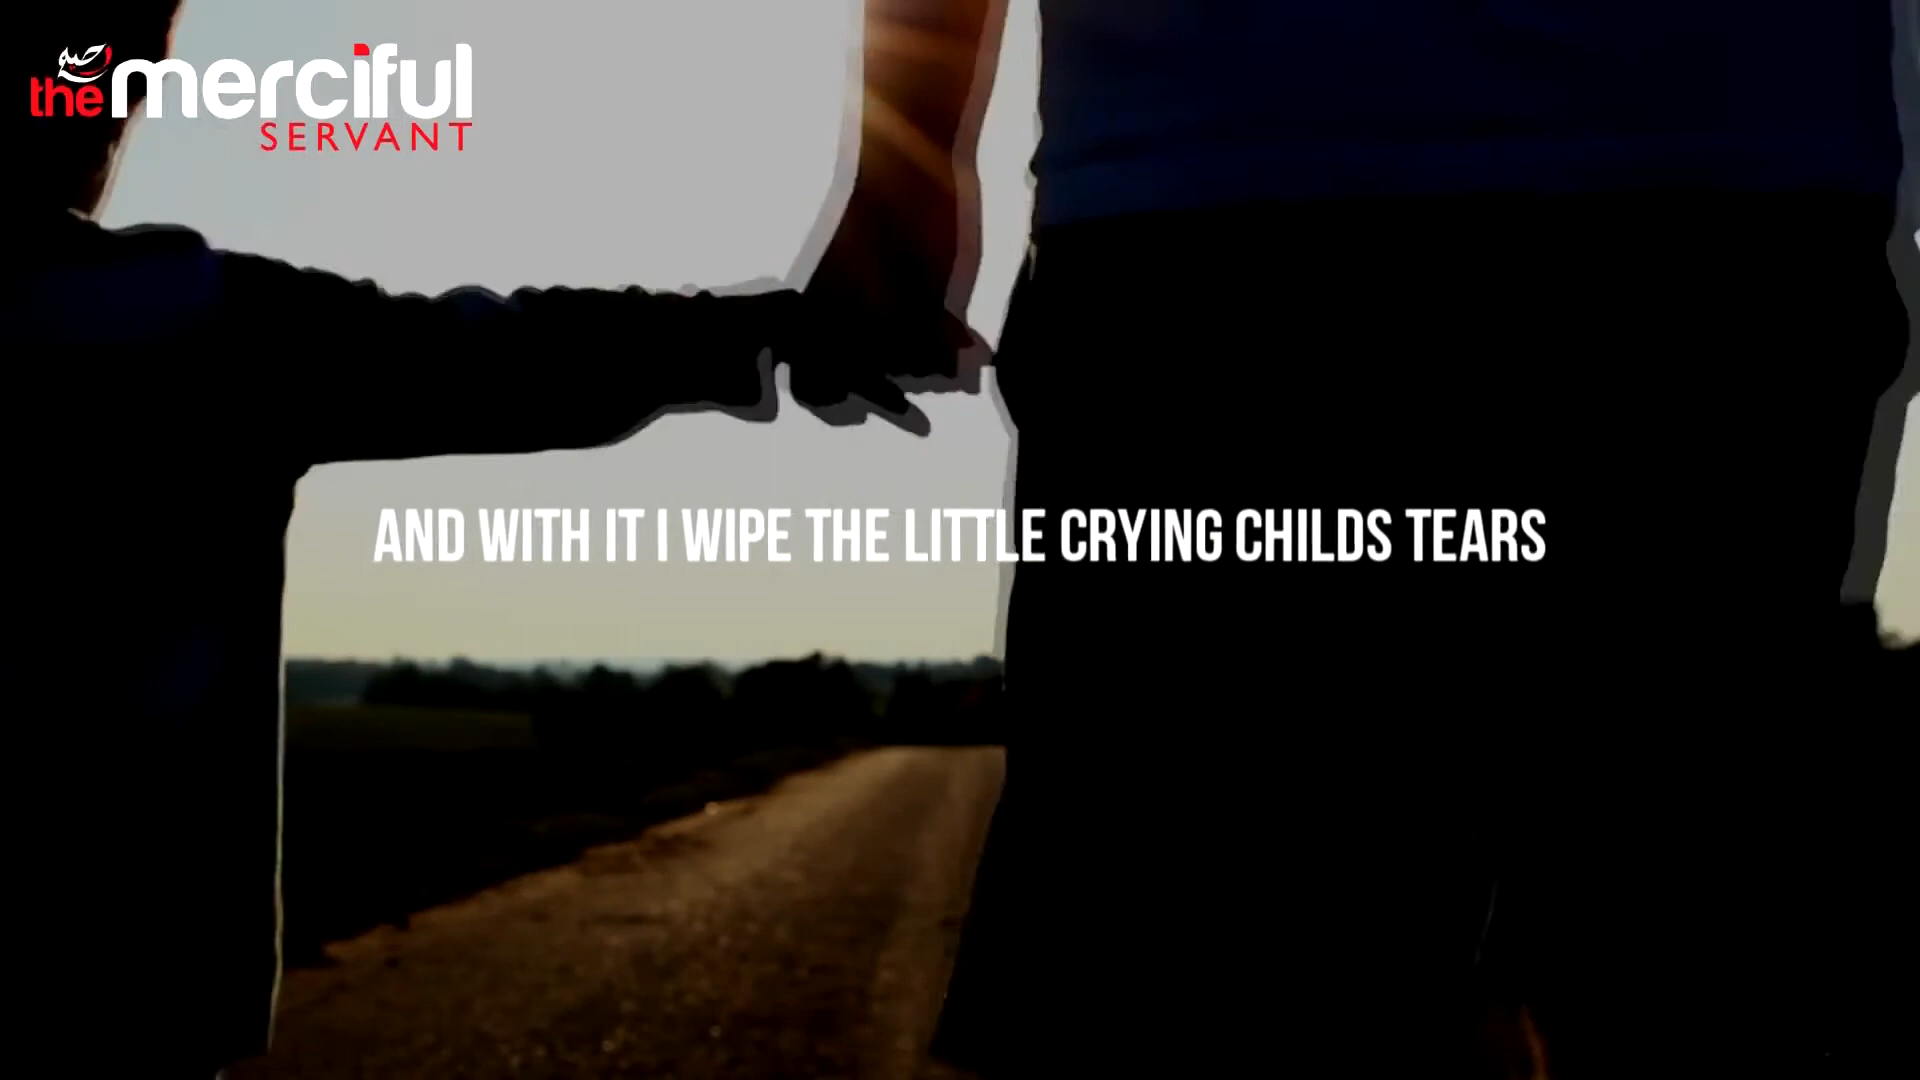 the merciful
SERVANT
AND WITH IT I WIPE THE LITTLE CRYING CHILDS TEARS